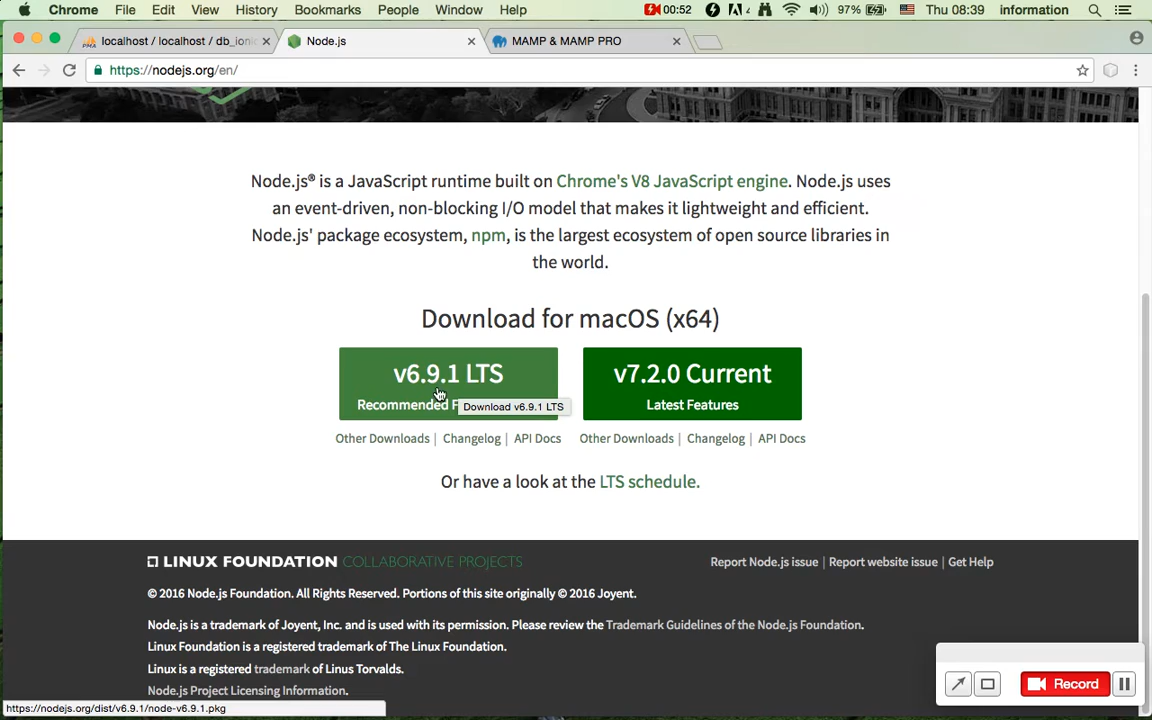 Chrome File Edit View History Bookmarks People Window Help 00:52 4 97% Thu 08:39 information
localhost / localhost / db_ioni Node.js MAMP & MAMP PRO
https://nodejs.org/en/
Node.js® is a JavaScript runtime built on Chrome's V8 JavaScript engine. Node.js uses
an event-driven, non-blocking I/O model that makes it lightweight and efficient.
Node.js' package ecosystem, npm, is the largest ecosystem of open source libraries in
the world.
Download for macOS (x64)
v6.9.1 LTS
Recommended F
Download v6.9.1 LTS
v7.2.0 Current
Latest Features
Other Downloads | Changelog | API Docs
Other Downloads | Changelog | API Docs
Or have a look at the LTS schedule.
LINUX FOUNDATION COLLABORATIVE PROJECTS
Report Node.js issue | Report website issue | Get Help
© 2016 Node.js Foundation. All Rights Reserved. Portions of this site originally © 2016 Joyent.
Node.js is a trademark of Joyent, Inc. and is used with its permission. Please review the Trademark Guidelines of the Node.js Foundation.
Linux Foundation is a registered trademark of The Linux Foundation.
Linux is a registered trademark of Linus Torvalds.
Node.js Project Licensing Information.
https://nodejs.org/dist/v6.9.1/node-v6.9.1.pkg
Record